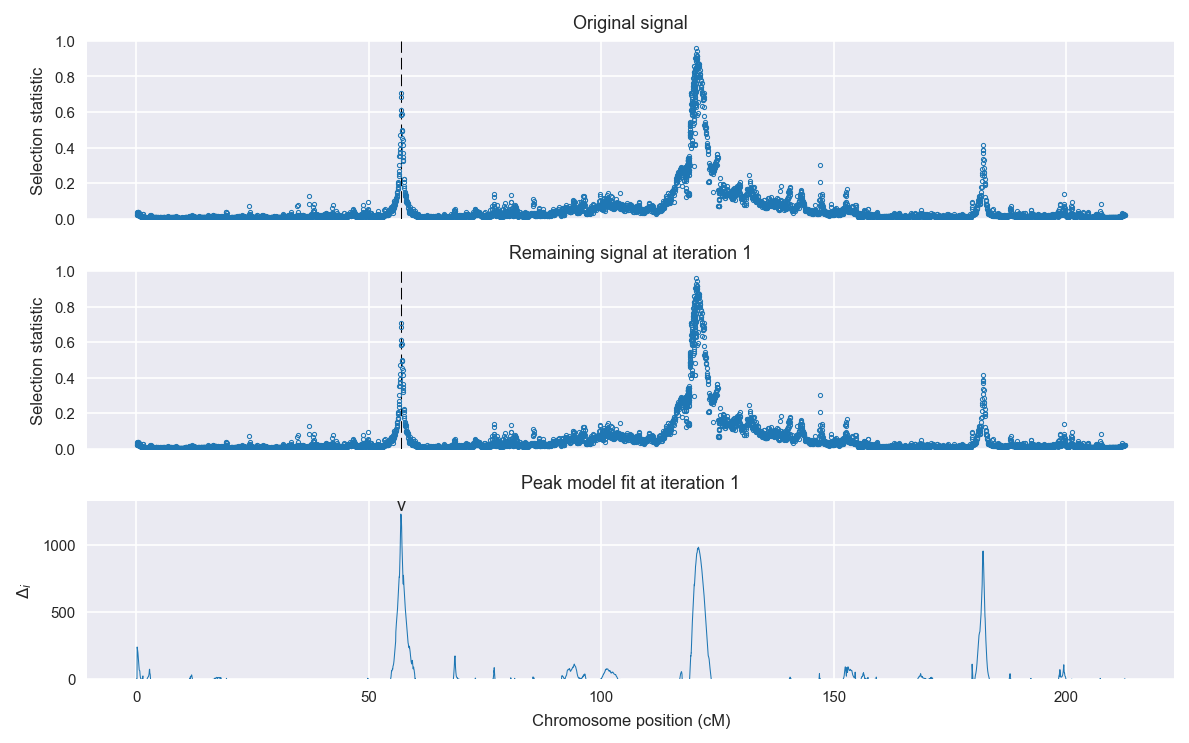 Original signal
1.0
0.8
0.6
0.4
0.2
0.0
Selection statistic
Remaining signal at iteration 1
1.0
0.8
0.6
0.4
0.2
0.0
Selection statistic
Peak model fit at iteration 1
v
1000
500
0
Δi
0 50 100 150 200
Chromosome position (cM)